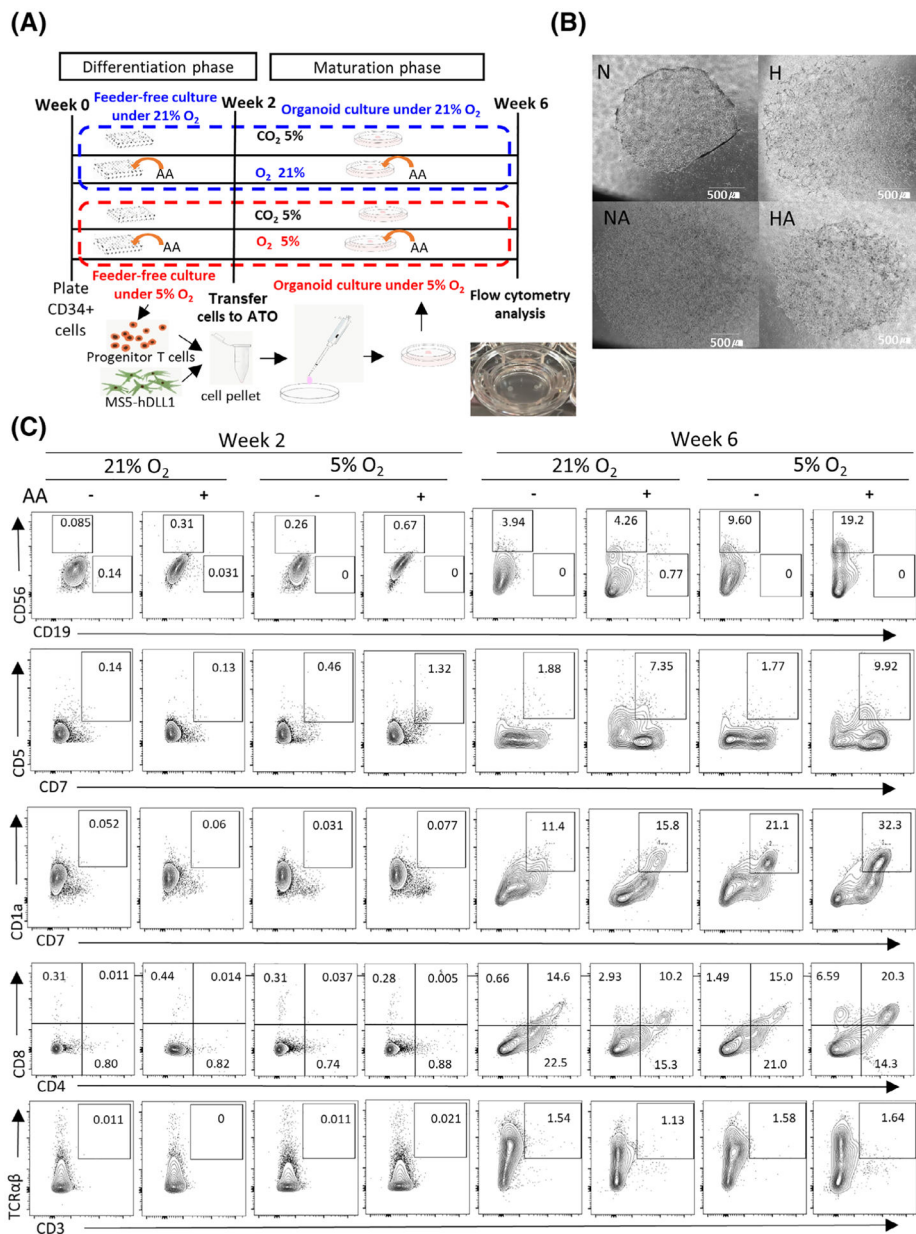 (A)
Differentiation phase Maturation phase
Week 0 Feeder-free culture Week 2 Organoid culture under 21% O2 Week 6
under 21% O2
CO2 5%
AA O2 21% AA
CO2 5%
AA O2 5% AA
Feeder-free culture Organoid culture under 5% O2
under 5% O2
Plate
CD34+
cells
Transfer
cells to ATO
Flow cytometry
analysis
Progenitor T cells
MS5-hDLL1
cell pellet
(B)
N H
500㎛ 500㎛
NA HA
500㎛ 500㎛
(C)
Week 2 Week 6
21% O2 5% O2 21% O2 5% O2
AA - + - + - + - +
0.085 0.31 0.26 0.67 3.94 4.26 9.60 19.2
0.14 0.031 0 0 0 0.77 0 0
CD56
CD19
0.14 0.13 0.46 1.32 1.88 7.35 1.77 9.92
CD5
CD7
0.052 0.06 0.031 0.077 11.4 15.8 21.1 32.3
CD1a
CD7
0.31 0.011 0.44 0.014 0.31 0.037 0.28 0.005 0.66 14.6 2.93 10.2 1.49 15.0 6.59 20.3
0.80 0.82 0.74 0.88 22.5 15.3 21.0 14.3
CD8
CD4
0.011 0 0.011 0.021 1.54 1.13 1.58 1.64
TCRαβ
CD3